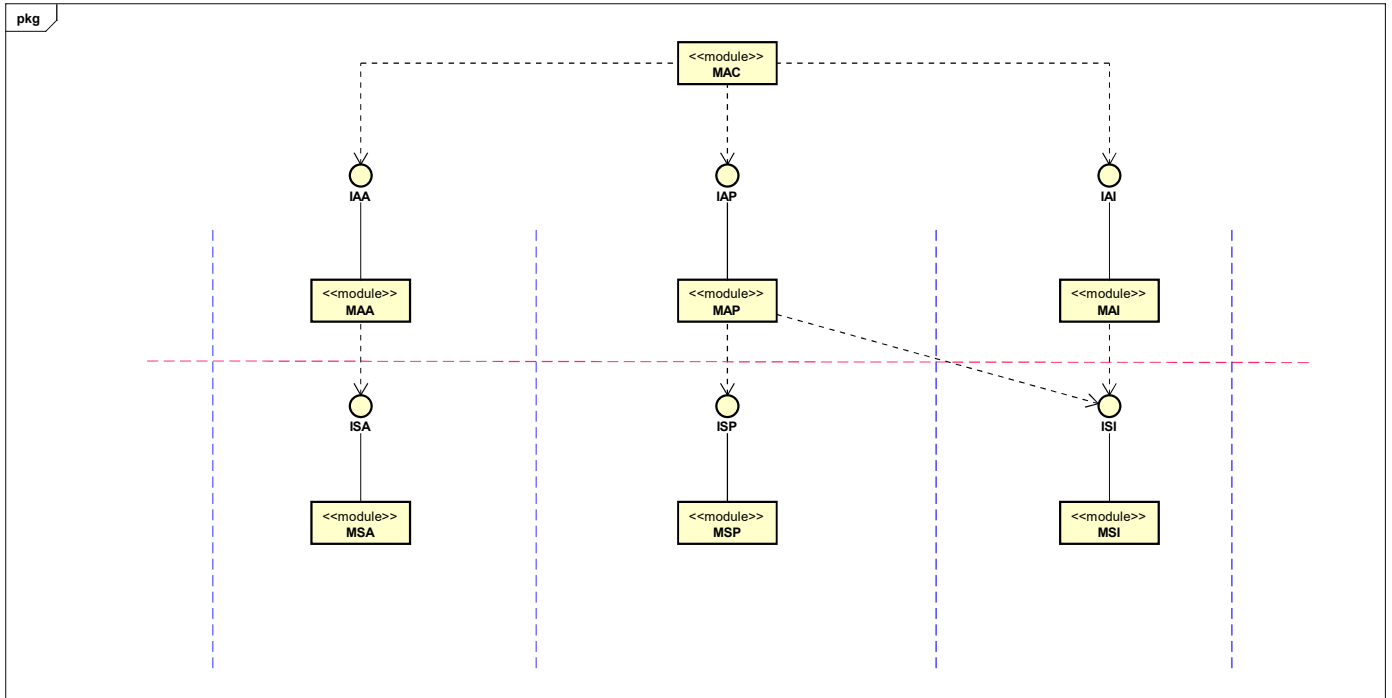 pkg
<<module>>
MAC
IAA
IAP
IAI
<<module>>
MAA
<<module>>
MAP
<<module>>
MAI
ISA
ISP
ISI
<<module>>
MSA
<<module>>
MSP
<<module>>
MSI